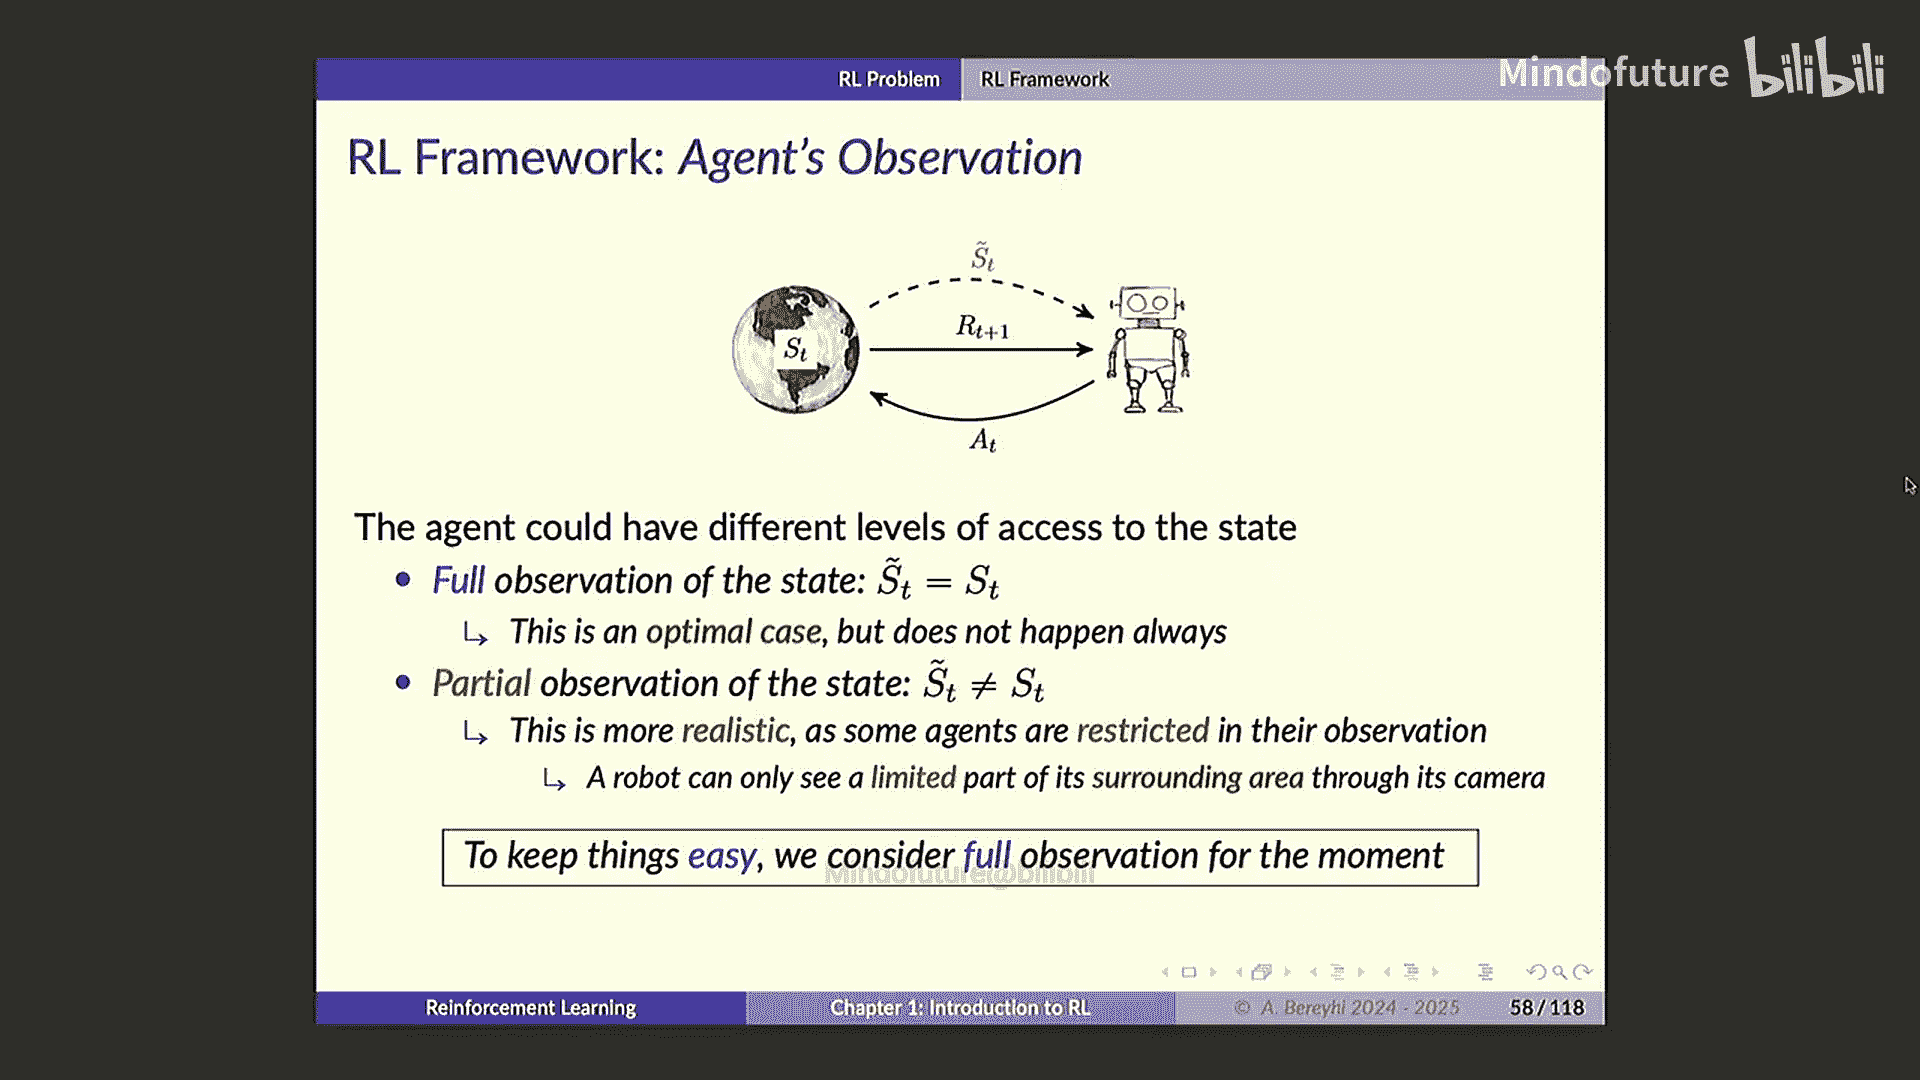 RL Problem RL Framework
Mindofuture bilibili
RL Framework: Agent's Observation
S̃ₜ
Rₜ₊₁
Sₜ
Aₜ
The agent could have different levels of access to the state
• Full observation of the state: S̃ₜ = Sₜ
↳ This is an optimal case, but does not happen always
• Partial observation of the state: S̃ₜ ≠ Sₜ
↳ This is more realistic, as some agents are restricted in their observation
↳ A robot can only see a limited part of its surrounding area through its camera
To keep things easy, we consider full observation for the moment
Mindofuture@bilibili
Reinforcement Learning Chapter 1: Introduction to RL © A. Bereyhi 2024 - 2025 58 / 118